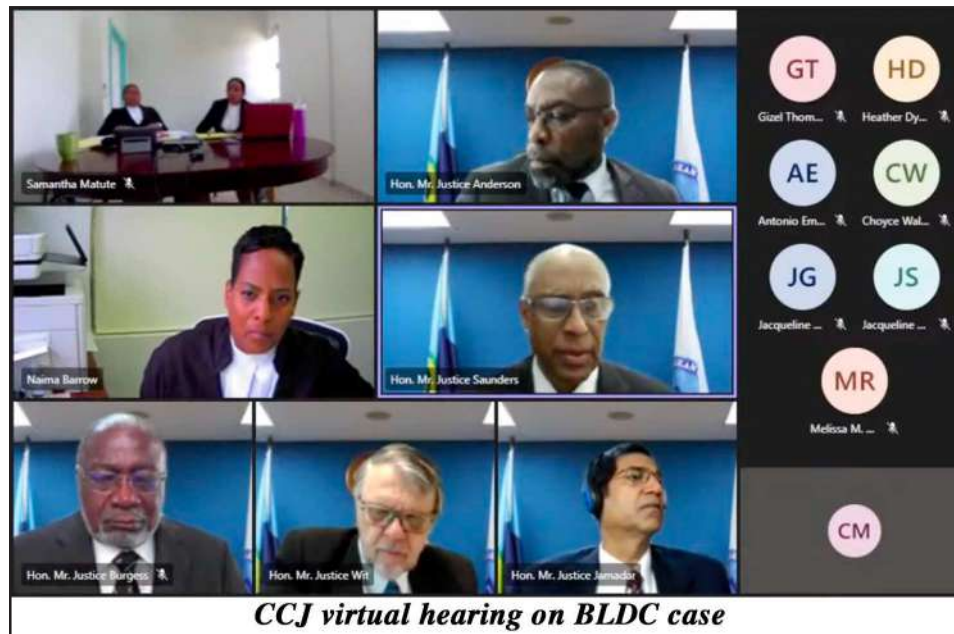 Samantha Matute
Hon. Mr. Justice Anderson
GT
HD
Gizel Thom...
Heather Dy...
AE
CW
Antonio Em...
Choyce Wal...
Naima Barrow
Hon. Mr. Justice Saunders
JG
JS
Jacqueline ...
Jacqueline ...
MR
Melissa M. ...
Hon. Mr. Justice Burgess
Hon. Mr. Justice Wit
Hon. Mr. Justice Jamadar
CM
CCJ virtual hearing on BLDC case